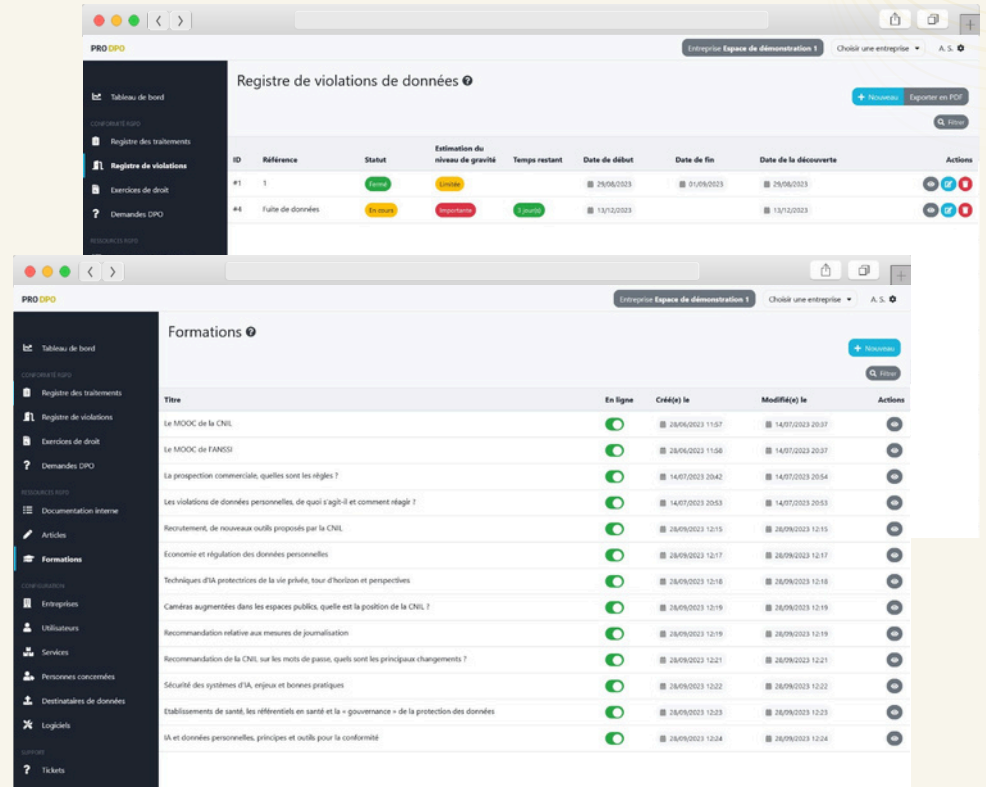 PRO DPO
Entreprise Espace de démonstration 1
Choisir une entreprise
A. S.
Tableau de bord
CONFORMITÉ RGPD
Registre des traitements
Registre de violations
Exercices de droit
Demandes DPO
RESSOURCES RGPD
Registre de violations de données
+ Nouveau Exporter en PDF
Filtrer
ID Référence Statut Estimation du niveau de gravité Temps restant Date de début Date de fin Date de la découverte Actions
#1 1 Fermé Limitée 29/08/2023 01/09/2023 29/08/2023
#4 Fuite de données En cours Importante 3 jour(s) 13/12/2023 13/12/2023
PRO DPO
Entreprise Espace de démonstration 1
Choisir une entreprise
A. S.
Tableau de bord
CONFORMITÉ RGPD
Registre des traitements
Registre de violations
Exercices de droit
Demandes DPO
RESSOURCES RGPD
Documentation interne
Articles
Formations
CONFIGURATION
Entreprises
Utilisateurs
Services
Personnes concernées
Destinataires de données
Logiciels
SUPPORT
Tickets
Formations
+ Nouveau
Filtrer
Titre En ligne Créé(e) le Modifié(e) le Actions
Le MOOC de la CNIL 28/06/2023 11:57 14/07/2023 20:37
Le MOOC de l'ANSSI 28/06/2023 11:58 14/07/2023 20:37
La prospection commerciale, quelles sont les règles ? 14/07/2023 20:42 14/07/2023 20:54
Les violations de données personnelles, de quoi s'agit-il et comment réagir ? 14/07/2023 20:53 14/07/2023 20:53
Recrutement, de nouveaux outils proposés par la CNIL 28/09/2023 12:15 28/09/2023 12:15
Economie et régulation des données personnelles 28/09/2023 12:17 28/09/2023 12:17
Techniques d'IA protectrices de la vie privée, tour d'horizon et perspectives 28/09/2023 12:18 28/09/2023 12:18
Caméras augmentées dans les espaces publics, quelle est la position de la CNIL ? 28/09/2023 12:19 28/09/2023 12:19
Recommandation relative aux mesures de journalisation 28/09/2023 12:19 28/09/2023 12:19
Recommandation de la CNIL sur les mots de passe, quels sont les principaux changements ? 28/09/2023 12:21 28/09/2023 12:21
Sécurité des systèmes d'IA, enjeux et bonnes pratiques 28/09/2023 12:22 28/09/2023 12:22
Etablissements de santé, les référentiels en santé et la « gouvernance » de la protection des données 28/09/2023 12:23 28/09/2023 12:23
IA et données personnelles, principes et outils pour la conformité 28/09/2023 12:24 28/09/2023 12:24